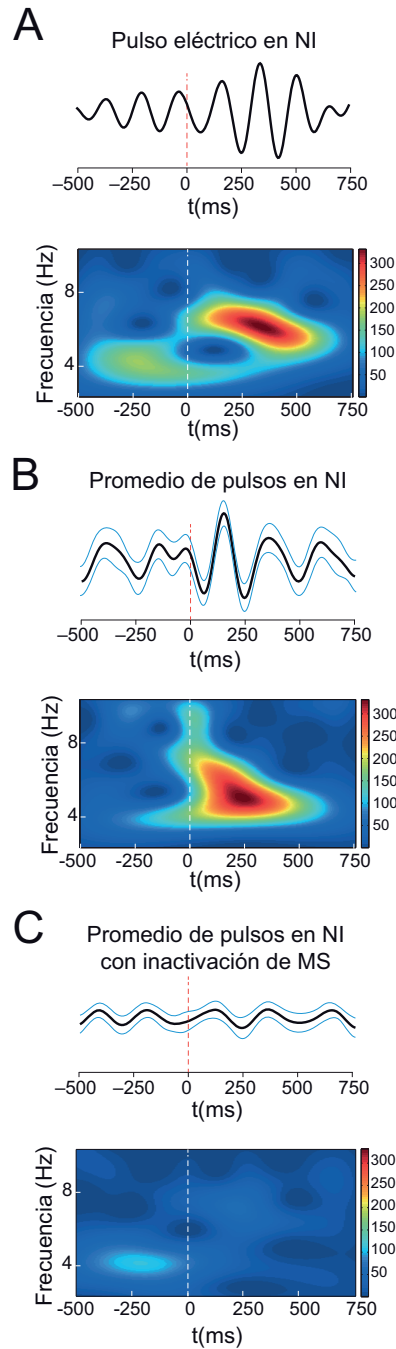 A
Pulso eléctrico en NI
−500 −250 0 250 500 750
t(ms)
Frecuencia (Hz)
8
4
300
250
200
150
100
50
-500 -250 0 250 500 750
t(ms)
B
Promedio de pulsos en NI
−500 −250 0 250 500 750
t(ms)
Frecuencia (Hz)
8
4
300
250
200
150
100
50
-500 -250 0 250 500 750
t(ms)
C
Promedio de pulsos en NI
con inactivación de MS
−500 −250 0 250 500 750
t(ms)
Frecuencia (Hz)
8
4
300
250
200
150
100
50
-500 -250 0 250 500 750
t(ms)